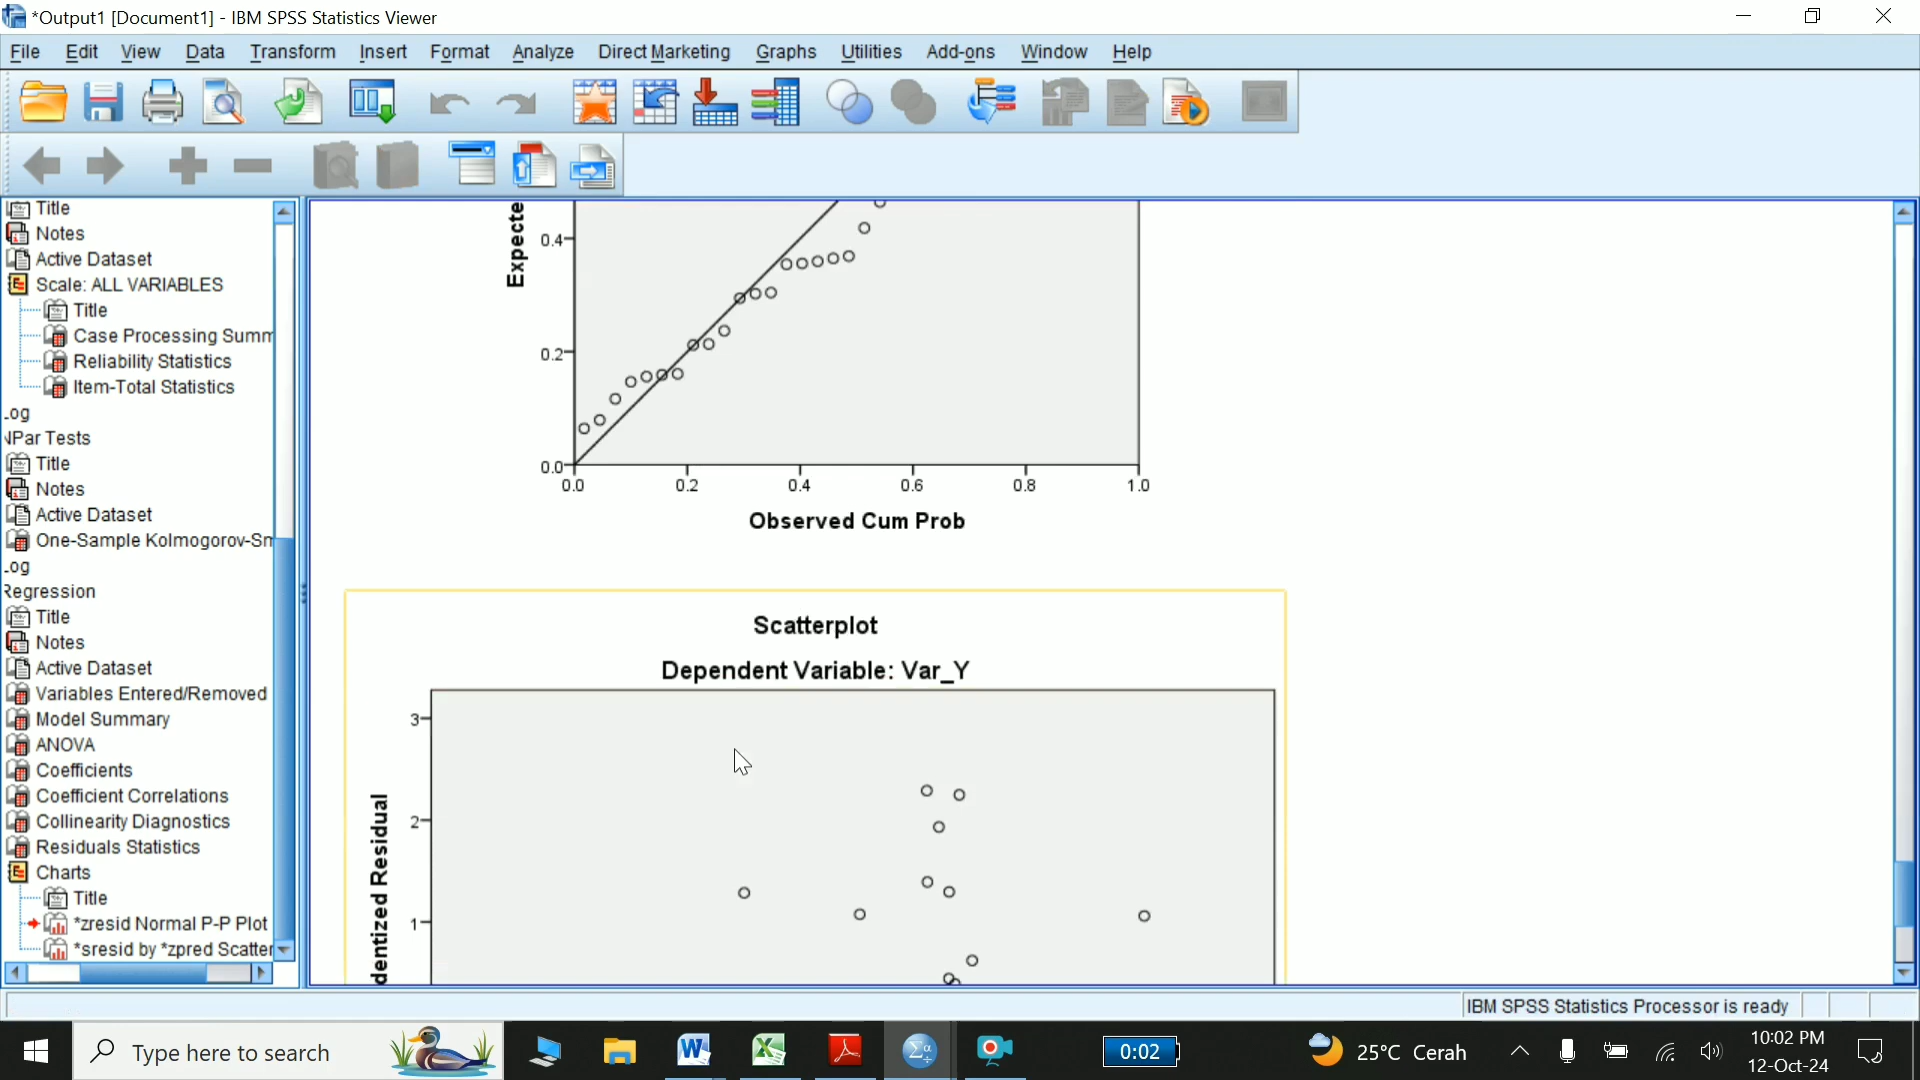 *Output1 [Document1] - IBM SPSS Statistics Viewer
File Edit View Data Transform Insert Format Analyze Direct Marketing Graphs Utilities Add-ons Window Help
Title
Notes
Active Dataset
Scale: ALL VARIABLES
Title
Case Processing Summ
Reliability Statistics
Item-Total Statistics
.og
NPar Tests
Title
Notes
Active Dataset
One-Sample Kolmogorov-Sm
.og
Regression
Title
Notes
Active Dataset
Variables Entered/Removed
Model Summary
ANOVA
Coefficients
Coefficient Correlations
Collinearity Diagnostics
Residuals Statistics
Charts
Title
*zresid Normal P-P Plot
*sresid by *zpred Scatter
Expecte
0.4
0.2
0.0
0.0 0.2 0.4 0.6 0.8 1.0
Observed Cum Prob
Scatterplot
Dependent Variable: Var_Y
dentized Residual
3
2
1
IBM SPSS Statistics Processor is ready
Type here to search
0:02
25°C Cerah
10:02 PM
12-Oct-24